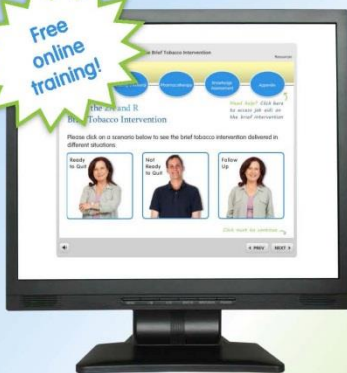 Free
online
training!
Brief Tobacco Intervention
Resources
Pharmacotherapy
Knowledge
Assessment
Appendix
the 2A and R
Brief Tobacco Intervention
Need help? Click here
to access job aids on
the brief intervention
Please click on a scenario below to see the brief tobacco intervention delivered in
different situations.
Ready
to Quit
Not
Ready
to Quit
Follow
Up
Click next to continue
< PREV
NEXT >